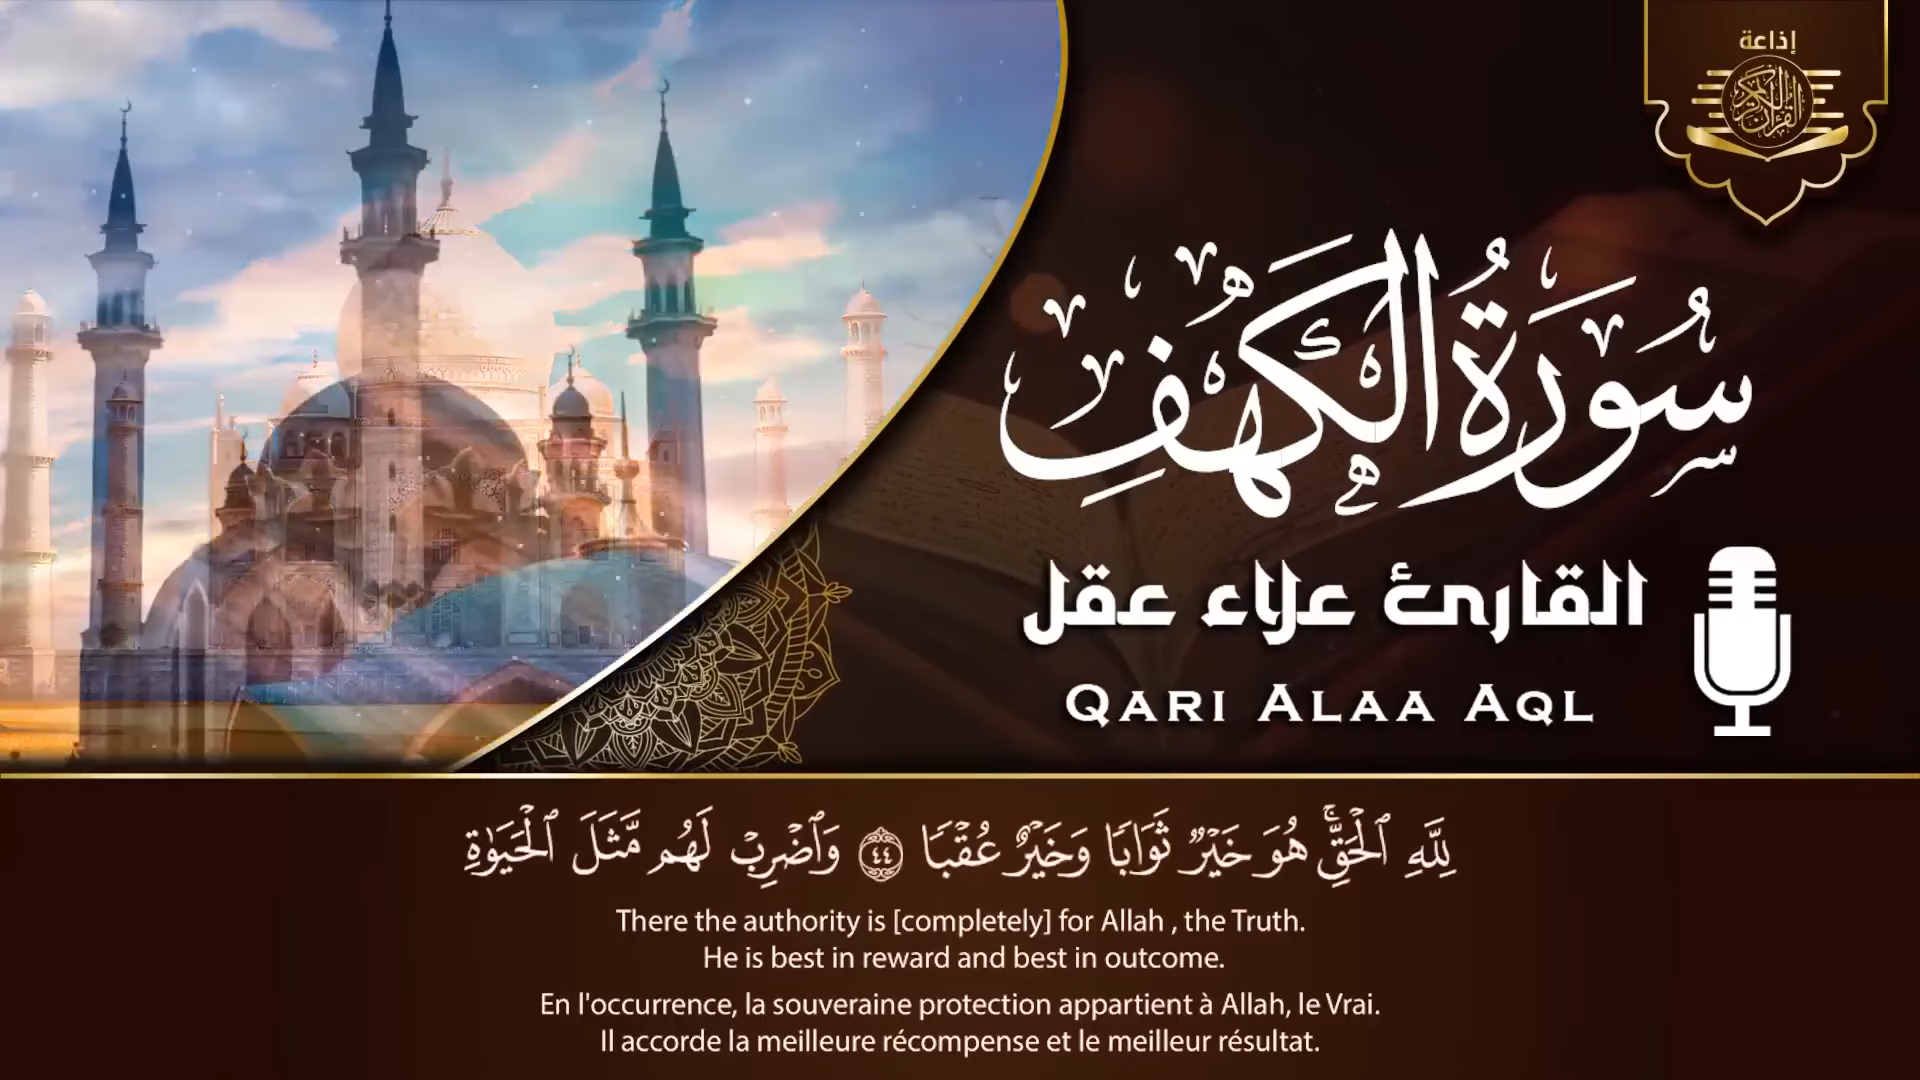 إذاعة
القرآن الكريم
سُورَةُ الكَهْفِ
القارئ علاء عقل
QARI ALAA AQL
لِلَّهِ ٱلْحَقِّۚ هُوَ خَيْرٌ ثَوَابًا وَخَيْرٌ عُقْبًا ٤٤ وَٱضْرِبْ لَهُم مَّثَلَ ٱلْحَيَوٰةِ
There the authority is [completely] for Allah , the Truth.
He is best in reward and best in outcome.
En l'occurrence, la souveraine protection appartient à Allah, le Vrai.
Il accorde la meilleure récompense et le meilleur résultat.